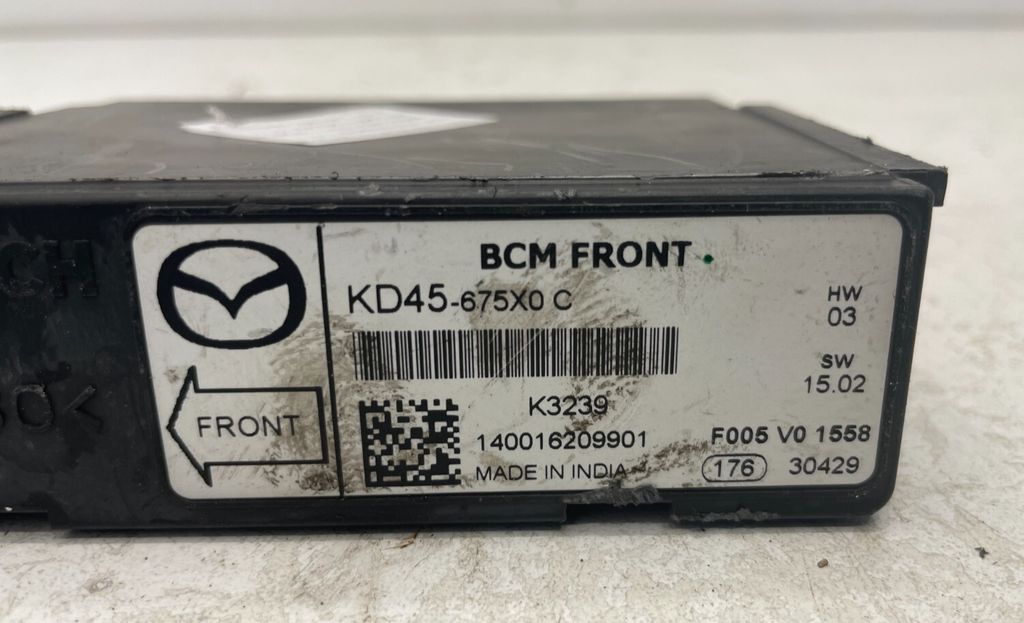 BCM FRONT
KD45-675X0 C
HW
03
SW
15.02
FRONT
K3239
140016209901
MADE IN INDIA
F005 V0 1558
176 30429
CH